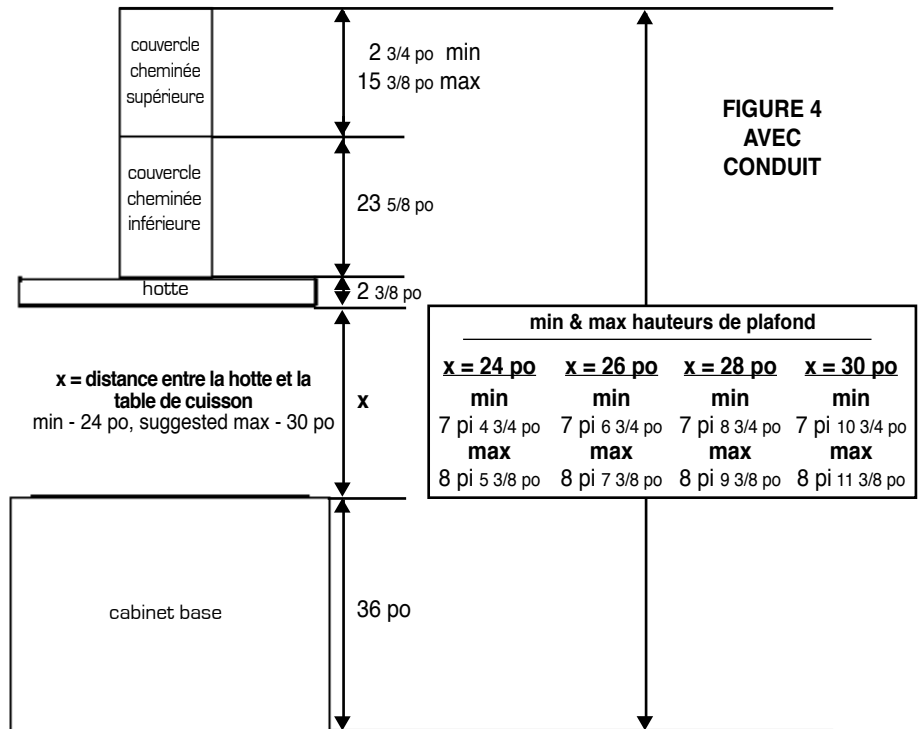 couvercle
cheminée
supérieure
2 3/4 po min
15 3/8 po max
FIGURE 4
AVEC
CONDUIT
couvercle
cheminée
inférieure
23 5/8 po
hotte
2 3/8 po
x = distance entre la hotte et la
table de cuisson
min - 24 po, suggested max - 30 po
x
min & max hauteurs de plafond
x = 24 po x = 26 po x = 28 po x = 30 po
min min min min
7 pi 4 3/4 po 7 pi 6 3/4 po 7 pi 8 3/4 po 7 pi 10 3/4 po
max max max max
8 pi 5 3/8 po 8 pi 7 3/8 po 8 pi 9 3/8 po 8 pi 11 3/8 po
cabinet base
36 po